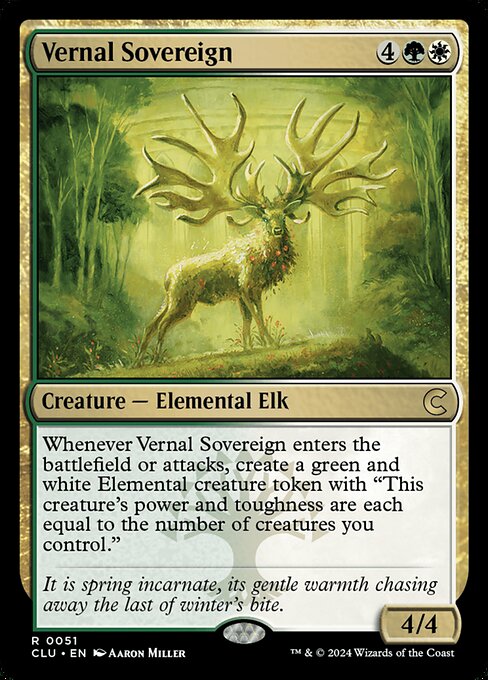 Vernal Sovereign 4
Creature — Elemental Elk
Whenever Vernal Sovereign enters the
battlefield or attacks, create a green and
white Elemental creature token with “This
creature’s power and toughness are each
equal to the number of creatures you
control.”
It is spring incarnate, its gentle warmth chasing
away the last of winter’s bite.
4/4
R 0051
CLU • EN Aaron Miller ™ & © 2024 Wizards of the Coast